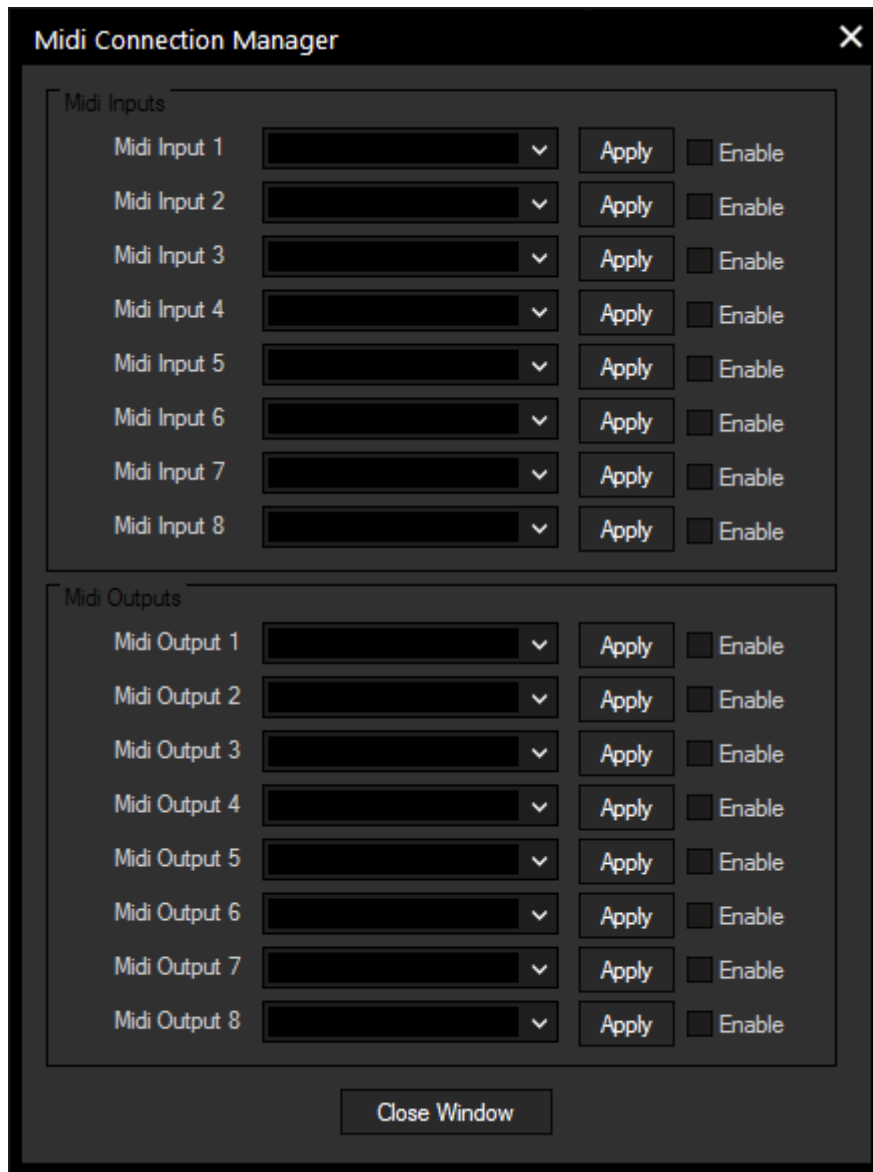 Midi Connection Manager
Midi Inputs
Midi Input 1 Apply Enable
Midi Input 2 Apply Enable
Midi Input 3 Apply Enable
Midi Input 4 Apply Enable
Midi Input 5 Apply Enable
Midi Input 6 Apply Enable
Midi Input 7 Apply Enable
Midi Input 8 Apply Enable
Midi Outputs
Midi Output 1 Apply Enable
Midi Output 2 Apply Enable
Midi Output 3 Apply Enable
Midi Output 4 Apply Enable
Midi Output 5 Apply Enable
Midi Output 6 Apply Enable
Midi Output 7 Apply Enable
Midi Output 8 Apply Enable
Close Window